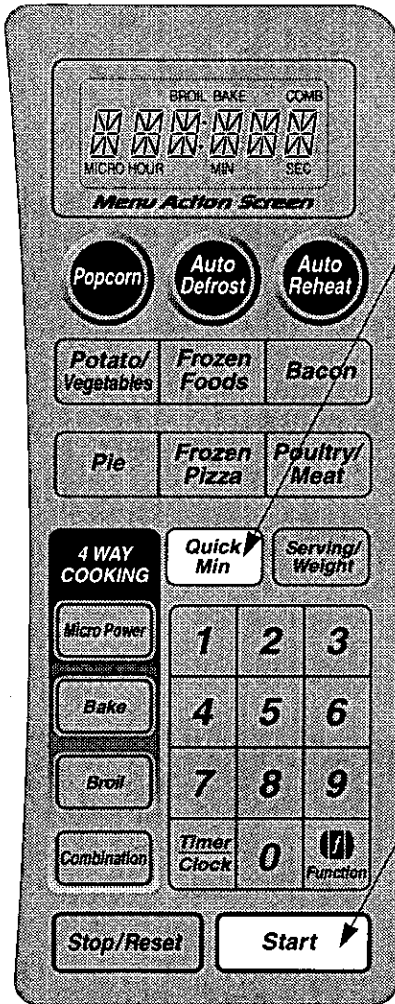 BROIL BAKE COMB
MICRO HOUR MIN SEC
Menu Action Screen
Popcorn Auto Defrost Auto Reheat
Potato/ Vegetables Frozen Foods Bacon
Pie Frozen Pizza Poultry/ Meat
4 WAY COOKING
Quick Min
Serving/ Weight
Micro Power
1 2 3
Bake
4 5 6
Broil
7 8 9
Combination
Timer Clock
0
Function
Stop/Reset Start